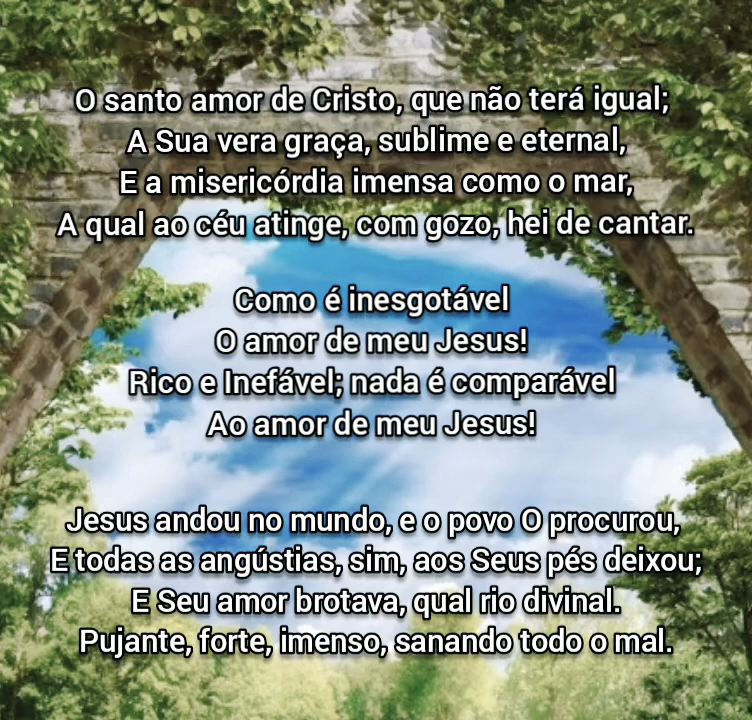 O santo amor de Cristo, que não terá igual;
A Sua vera graça, sublime e eternal,
E a misericórdia imensa como o mar,
A qual ao céu atinge, com gozo, hei de cantar.
Como é inesgotável
O amor de meu Jesus!
Rico e Inefável; nada é comparável
Ao amor de meu Jesus!
Jesus andou no mundo, e o povo O procurou,
E todas as angústias, sim, aos Seus pés deixou;
E Seu amor brotava, qual rio divinal.
Pujante, forte, imenso, sanando todo o mal.